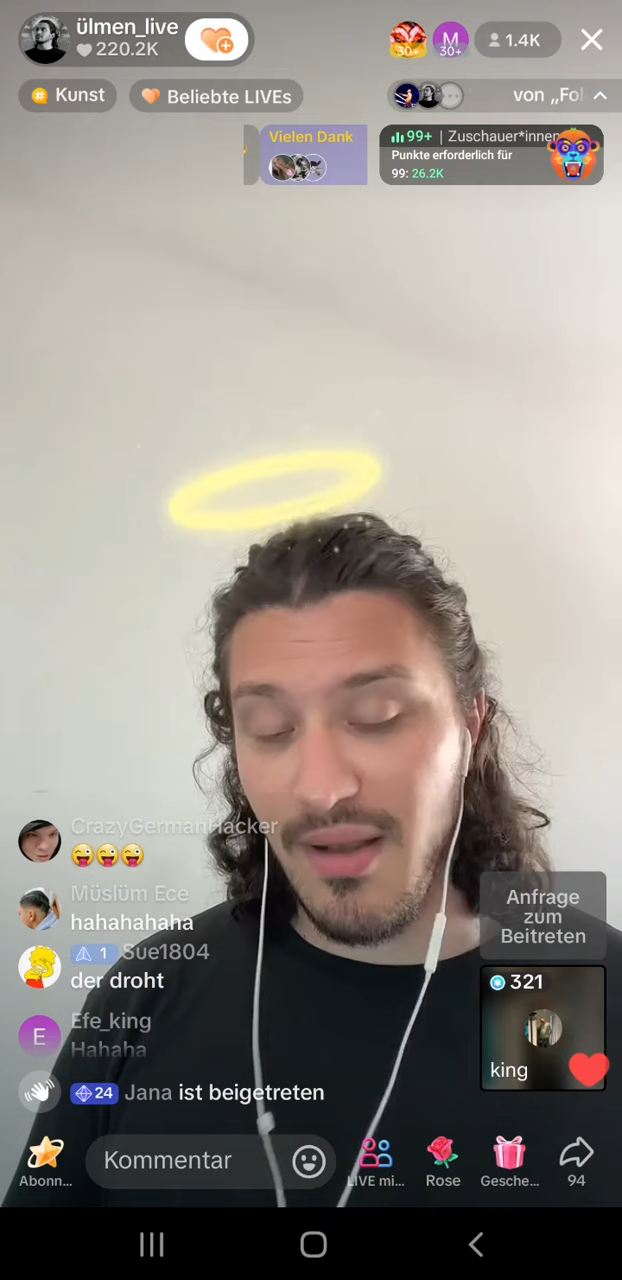 ülmen_live
220.2K
30+
M
30+
1.4K
Kunst
Beliebte LIVEs
von „Fol
Vielen Dank
99+ | Zuschauer*innen
Punkte erforderlich für
99: 26.2K
CrazyGermanHacker
Müslüm Ece
hahahahaha
1 Sue1804
der droht
E
Efe_king
Hahaha
24 Jana ist beigetreten
Anfrage
zum
Beitreten
321
king
Kommentar
Abonn...
LIVE mi...
Rose
Gesche...
94